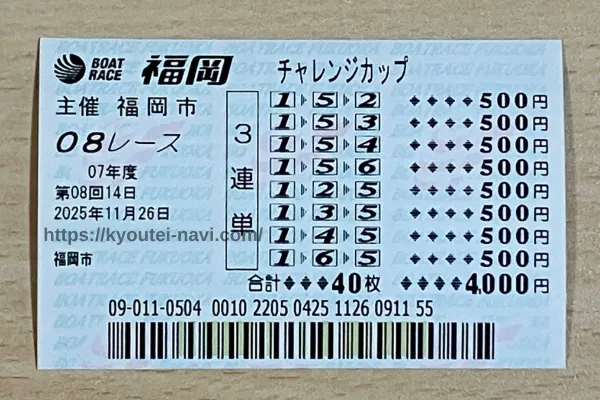 BOAT RACE 福岡 チャレンジカップ
主催 福岡市
08レース
07年度
第08回14日
2025年11月26日
https://kyoutei-navi.com/
福岡市
3連単
1 5 2 500円
1 5 3 500円
1 5 4 500円
1 5 6 500円
1 2 5 500円
1 3 5 500円
1 4 5 500円
1 6 5 500円
合計 40枚 4,000円
09-011-0504 0010 2205 0425 1126 0911 55